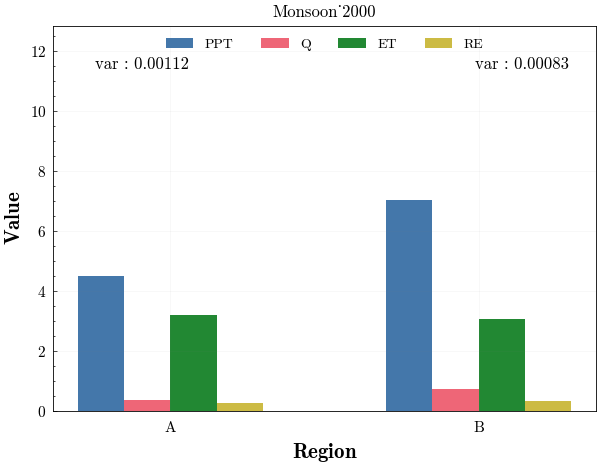 Monsoon˙2000
PPT Q ET RE
var : 0.00112 var : 0.00083
12
10
8
6
4
2
0
Value
A B
Region